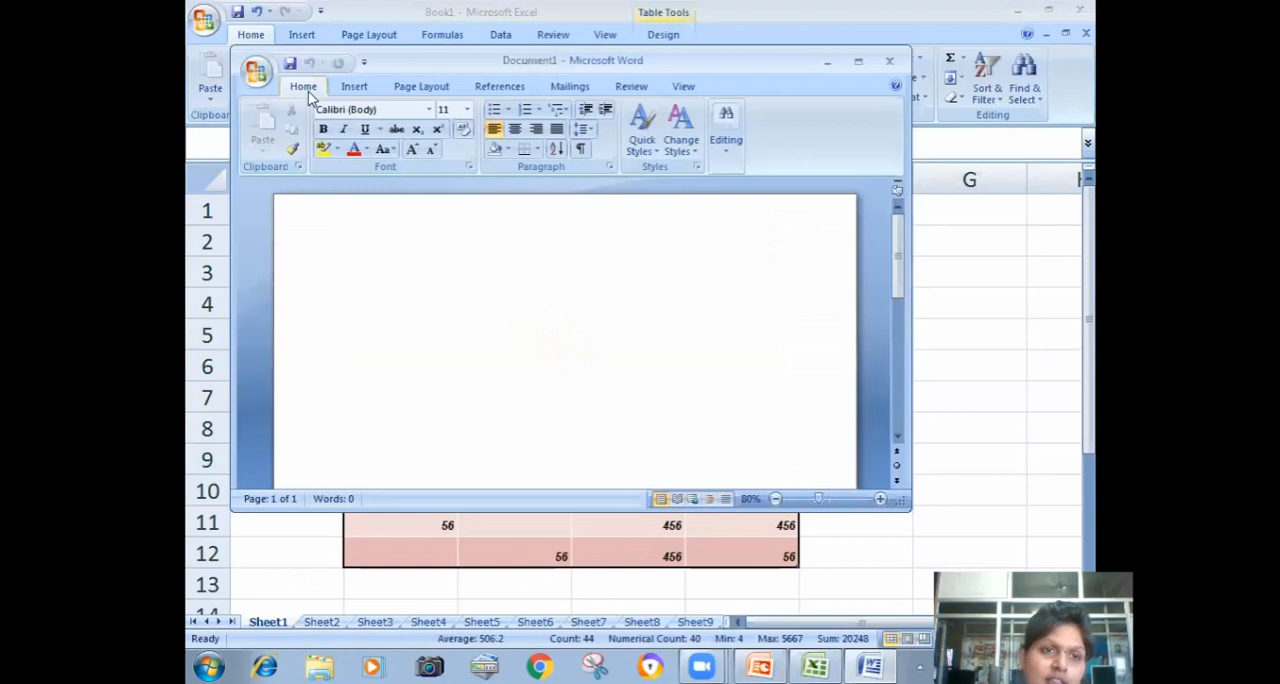 Book1 - Microsoft Excel
Table Tools
Home Insert Page Layout Formulas Data Review View Design
Document1 - Microsoft Word
Home Insert Page Layout References Mailings Review View
Paste
Clipboar
Calibri (Body) 11
Paste
Clipboard
Font
Paragraph
Quick Styles
Change Styles
Styles
Editing
Σ
Sort & Filter
Find & Select
Editing
G H
1
2
3
4
5
6
7
8
9
10
11 56 456 456
12 56 456 56
13
14
Page: 1 of 1 Words: 0 80%
Sheet1 Sheet2 Sheet3 Sheet4 Sheet5 Sheet6 Sheet7 Sheet8 Sheet9
Ready Average: 506.2 Count: 44 Numerical Count: 40 Min: 4 Max: 5667 Sum: 20248